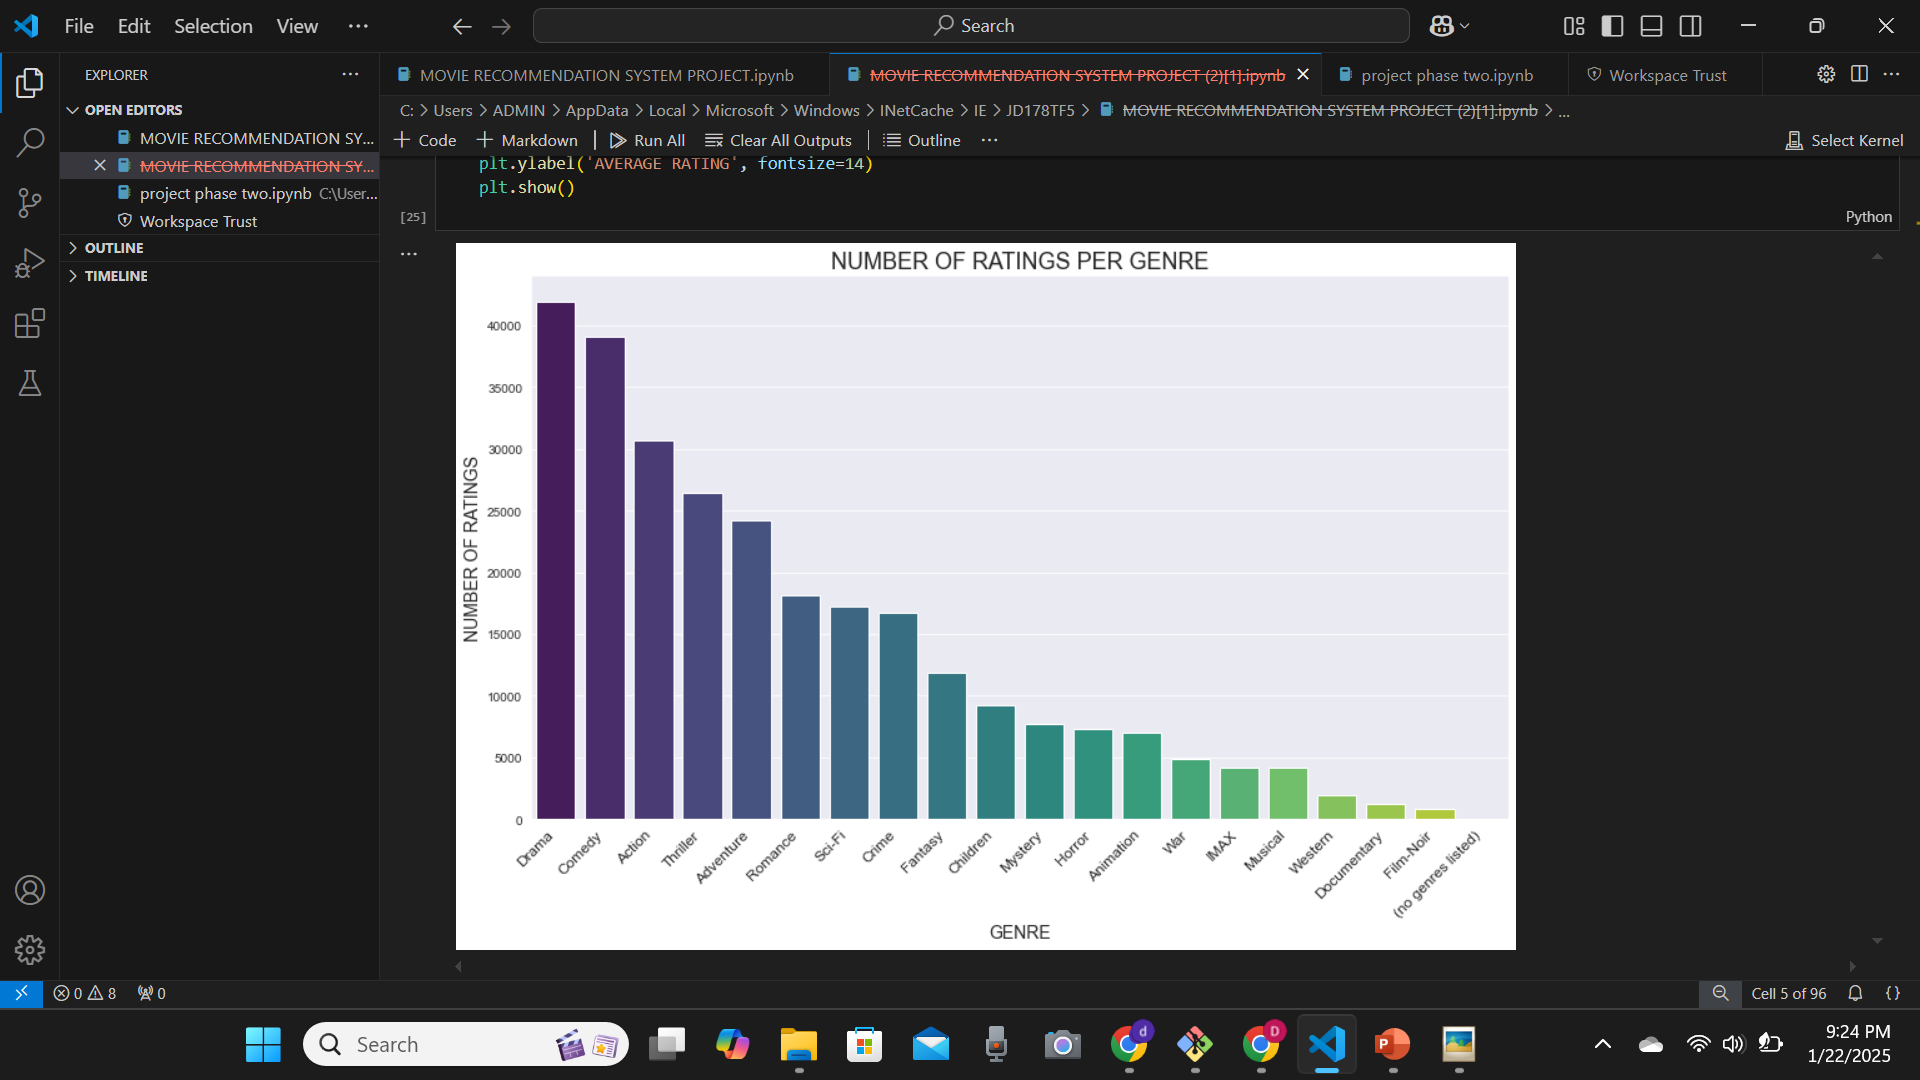 File Edit Selection View ··· Search
EXPLORER ···
OPEN EDITORS
MOVIE RECOMMENDATION SY...
MOVIE RECOMMENDATION SY...
project phase two.ipynb C:\User...
Workspace Trust
OUTLINE
TIMELINE
MOVIE RECOMMENDATION SYSTEM PROJECT.ipynb MOVIE RECOMMENDATION SYSTEM PROJECT (2)[1].ipynb project phase two.ipynb Workspace Trust ···
C: > Users > ADMIN > AppData > Local > Microsoft > Windows > INetCache > IE > JD178TF5 > MOVIE RECOMMENDATION SYSTEM PROJECT (2)[1].ipynb > ...
+ Code + Markdown | Run All Clear All Outputs | Outline ··· Select Kernel
plt.ylabel('AVERAGE RATING', fontsize=14)
plt.show()
[25] Python
···
NUMBER OF RATINGS PER GENRE
NUMBER OF RATINGS
40000
35000
30000
25000
20000
15000
10000
5000
0
Drama
Comedy
Action
Thriller
Adventure
Romance
Sci-Fi
Crime
Fantasy
Children
Mystery
Horror
Animation
War
IMAX
Musical
Western
Documentary
Film-Noir
(no genres listed)
GENRE
0 8 0 Cell 5 of 96 {}
Search
d
D
P
9:24 PM
1/22/2025